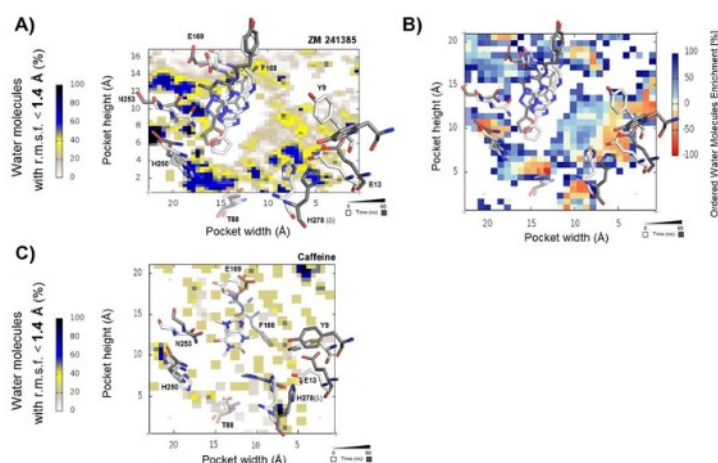 A)
ZM 241385
E169
F168
N253
Y9
H250
E13
T88
H278 (δ)
Water molecules
with r.m.s.f. < 1.4 Å (%)
100
80
60
40
20
0
Pocket height (Å)
16
14
12
10
8
6
4
2
20
15
10
5
Pocket width (Å)
Time (ns)
B)
Pocket height (Å)
20
15
10
5
20
15
10
5
Pocket width (Å)
Time (ns)
100
50
0
-50
-100
Ordered Water Molecules Enrichment [%]
C)
Caffeine
E169
F168
Y9
N253
H250
E13
H278(δ)
T88
Water molecules
with r.m.s.f. < 1.4 Å (%)
100
80
60
40
20
0
Pocket height (Å)
20
15
10
5
20
15
10
5
0
Pocket width (Å)
Time (ns)